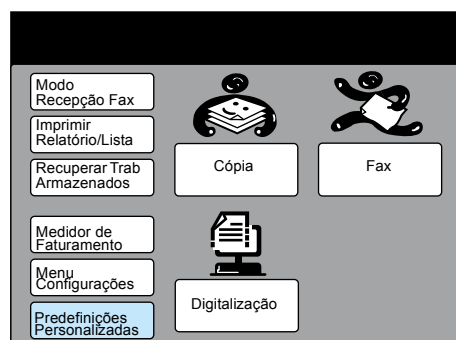 Modo
Recepção Fax
Imprimir
Relatório/Lista
Recuperar Trab
Armazenados
Medidor de
Faturamento
Menu
Configurações
Predefinições
Personalizadas
Cópia
Fax
Digitalização